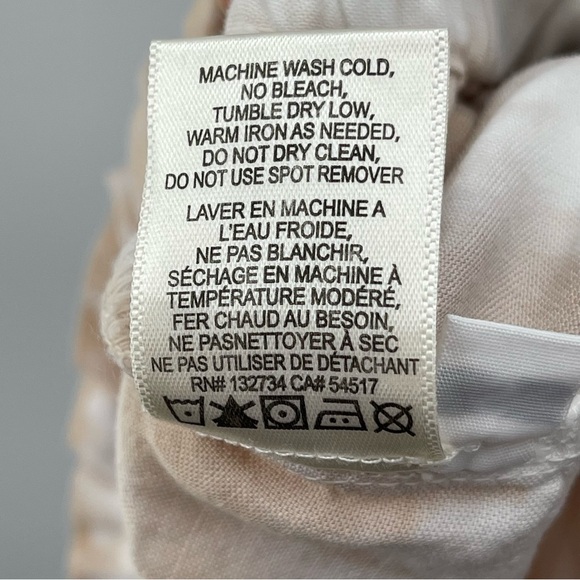 MACHINE WASH COLD,
NO BLEACH,
TUMBLE DRY LOW,
WARM IRON AS NEEDED,
DO NOT DRY CLEAN,
DO NOT USE SPOT REMOVER
LAVER EN MACHINE A
L'EAU FROIDE,
NE PAS BLANCHIR,
SÉCHAGE EN MACHINE À
TEMPÉRATURE MODÉRÉ,
FER CHAUD AU BESOIN,
NE PASNETTOYER À SEC
NE PAS UTILISER DE DÉTACHANT
RN# 132734 CA# 54517